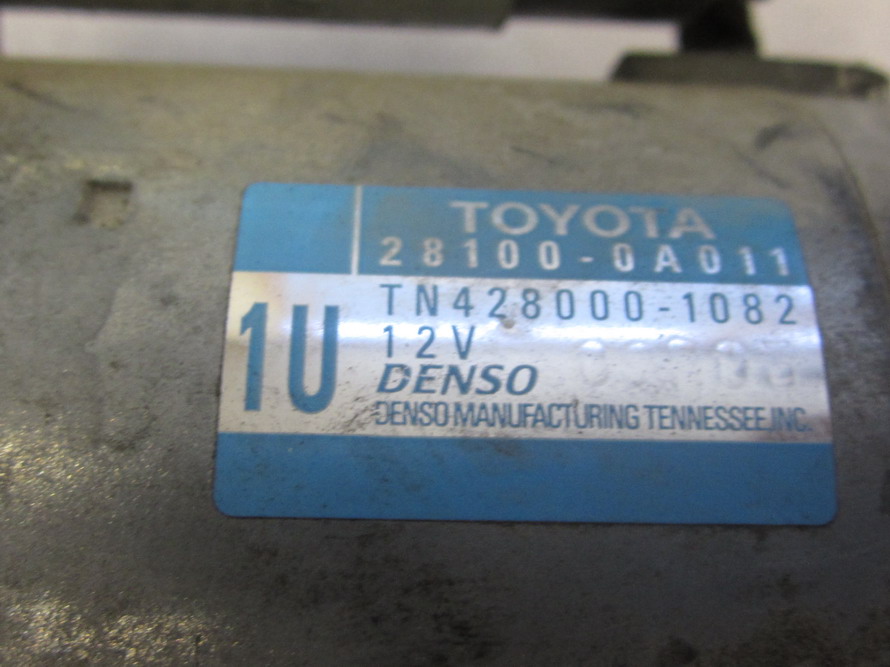 TOYOTA
28100-0A011
TN428000-1082
1U
12V
DENSO
DENSO MANUFACTURING TENNESSEE,INC.